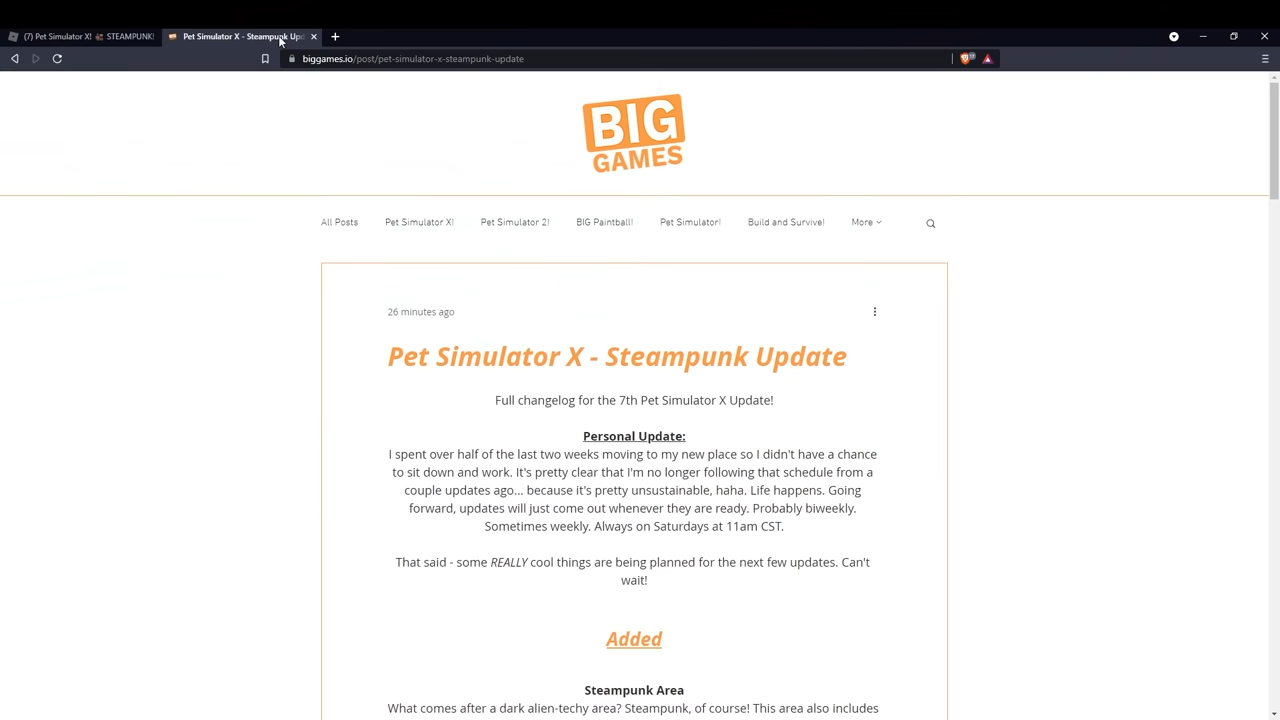 (7) Pet Simulator X! STEAMPUNK!
Pet Simulator X - Steampunk Upd
biggames.io/post/pet-simulator-x-steampunk-update
BIG
GAMES
All Posts Pet Simulator X! Pet Simulator 2! BIG Paintball! Pet Simulator! Build and Survive! More
26 minutes ago
Pet Simulator X - Steampunk Update
Full changelog for the 7th Pet Simulator X Update!
Personal Update:
I spent over half of the last two weeks moving to my new place so I didn't have a chance
to sit down and work. It's pretty clear that I'm no longer following that schedule from a
couple updates ago... because it's pretty unsustainable, haha. Life happens. Going
forward, updates will just come out whenever they are ready. Probably biweekly.
Sometimes weekly. Always on Saturdays at 11am CST.
That said - some REALLY cool things are being planned for the next few updates. Can't
wait!
Added
Steampunk Area
What comes after a dark alien-techy area? Steampunk, of course! This area also includes